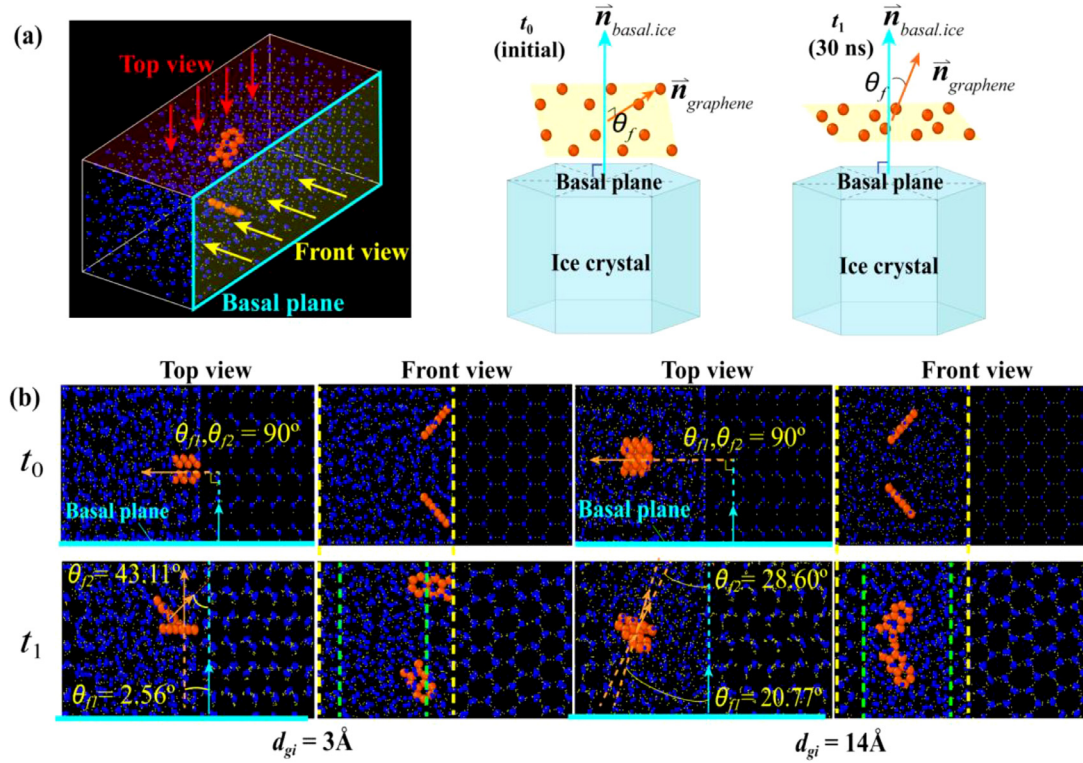 (a)
Top view
Front view
Basal plane
t₀
(initial)
n⃗ basal.ice
n⃗ graphene
θf
Basal plane
Ice crystal
t₁
(30 ns)
n⃗ basal.ice
n⃗ graphene
θf
Basal plane
Ice crystal
(b)
Top view Front view Top view Front view
t₀
θf1,θf2 = 90º
Basal plane
θf1,θf2 = 90º
Basal plane
t₁
θf2= 43.11º
θf1= 2.56º
θf2= 28.60º
θf1= 20.77º
dgi = 3Å dgi = 14Å